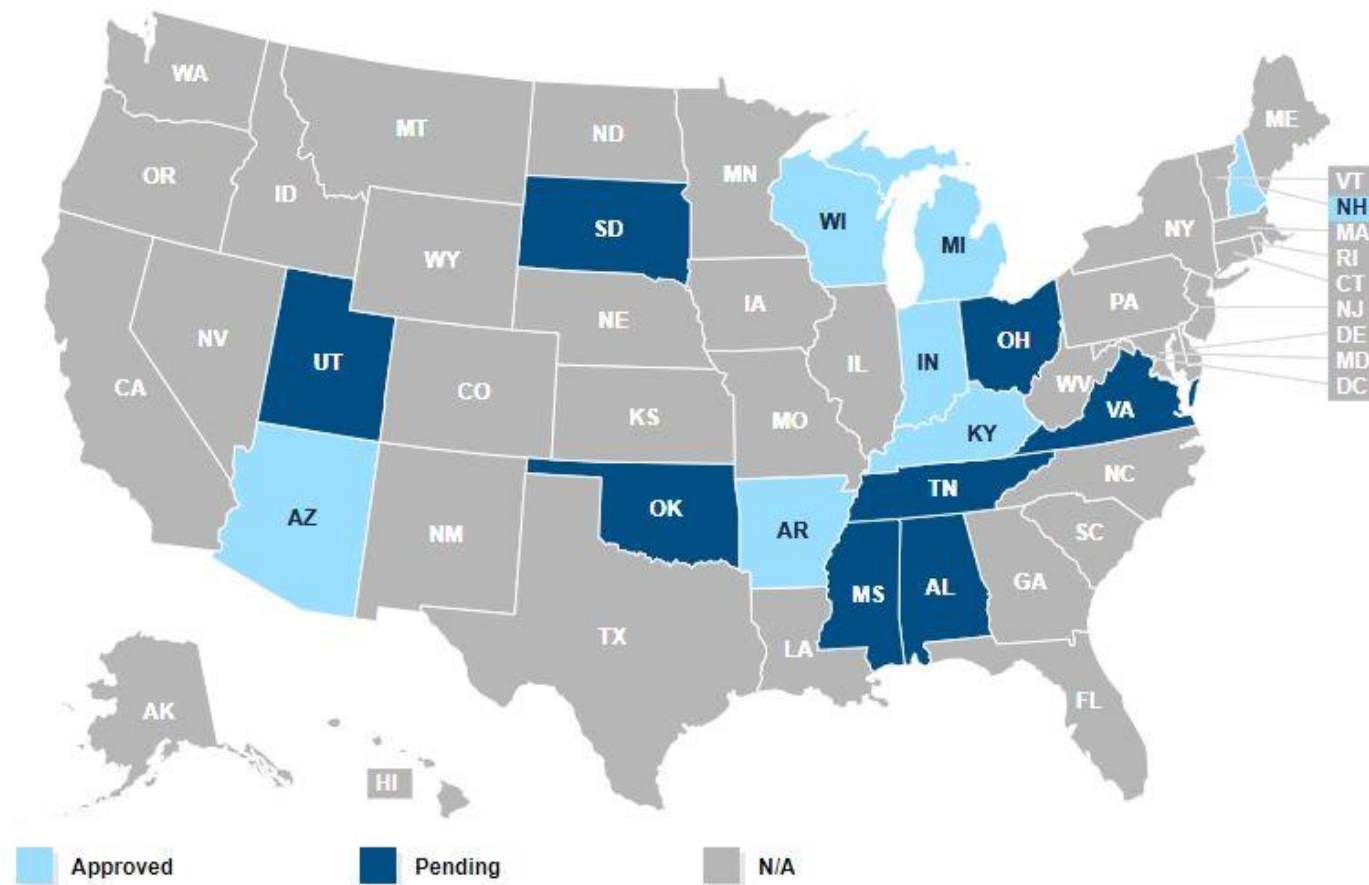 WA
MT
ND
MN
ME
OR
ID
SD
WI
MI
NY
VT
NH
MA
RI
CT
NJ
DE
MD
DC
WY
IA
PA
NE
NV
UT
CO
IL
IN
OH
WV
VA
CA
KS
MO
KY
NC
AZ
NM
OK
AR
TN
SC
MS
AL
GA
TX
LA
FL
AK
HI
Approved
Pending
N/A